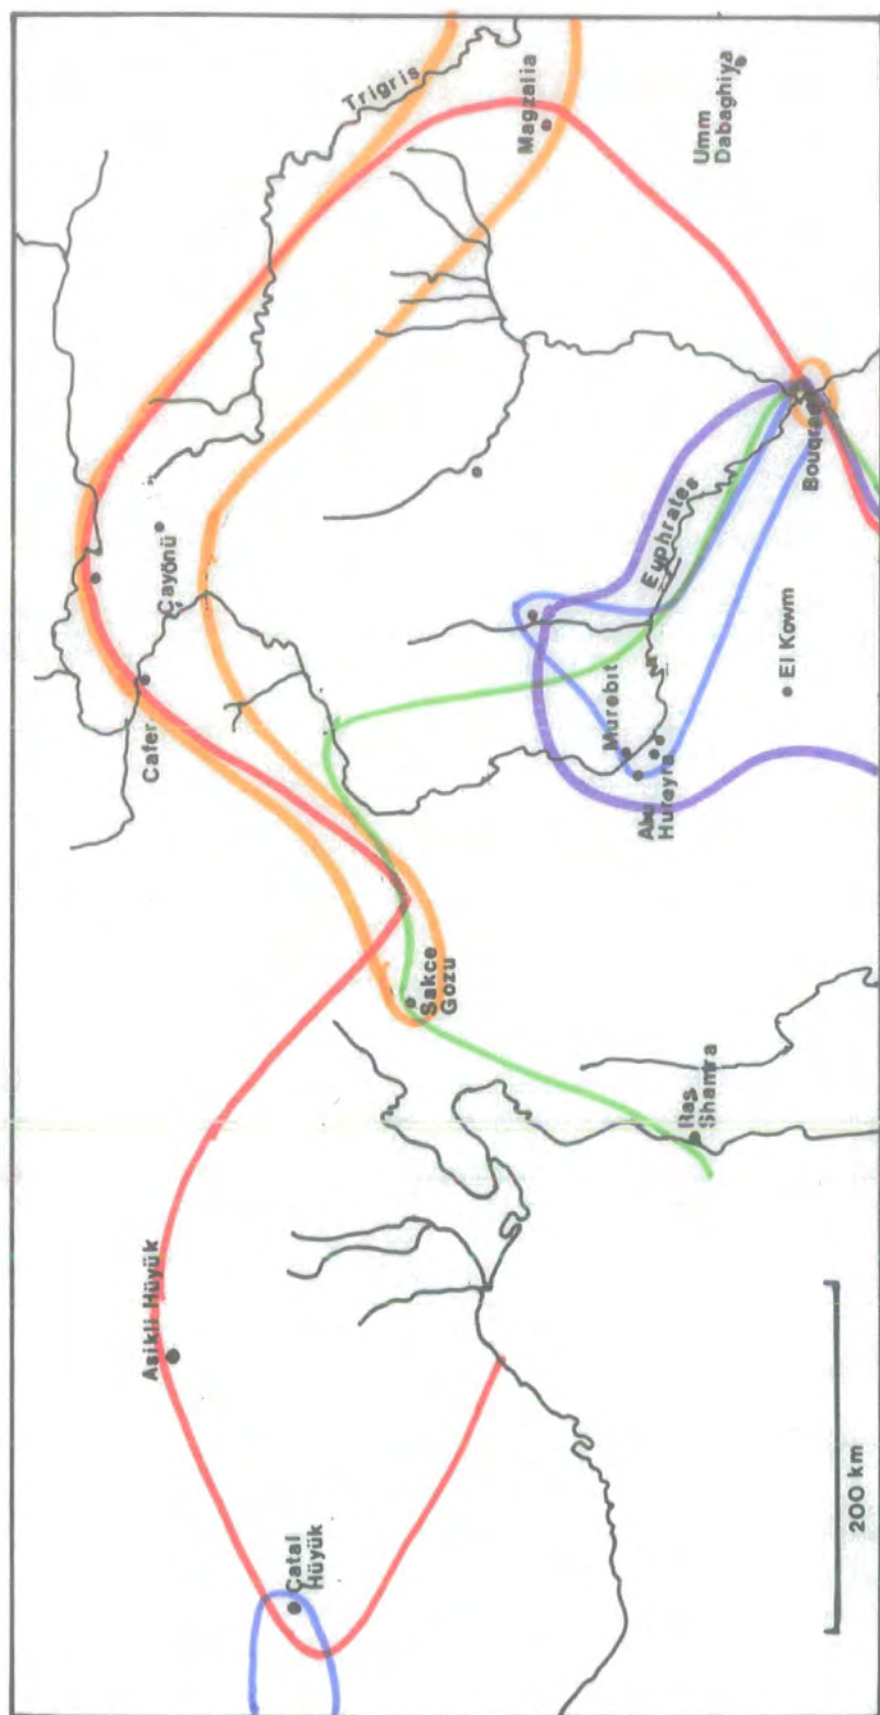 Asikli Hüyük
Cafer
Çayönü
Catal
Hüyük
Trigris
Sakce
Gozu
Magzalia
Murebit
Abu
Hureyra
Euphrates
Ras
Shamra
Umm
Dabaghiya
El Kowm
Bouqras
200 km